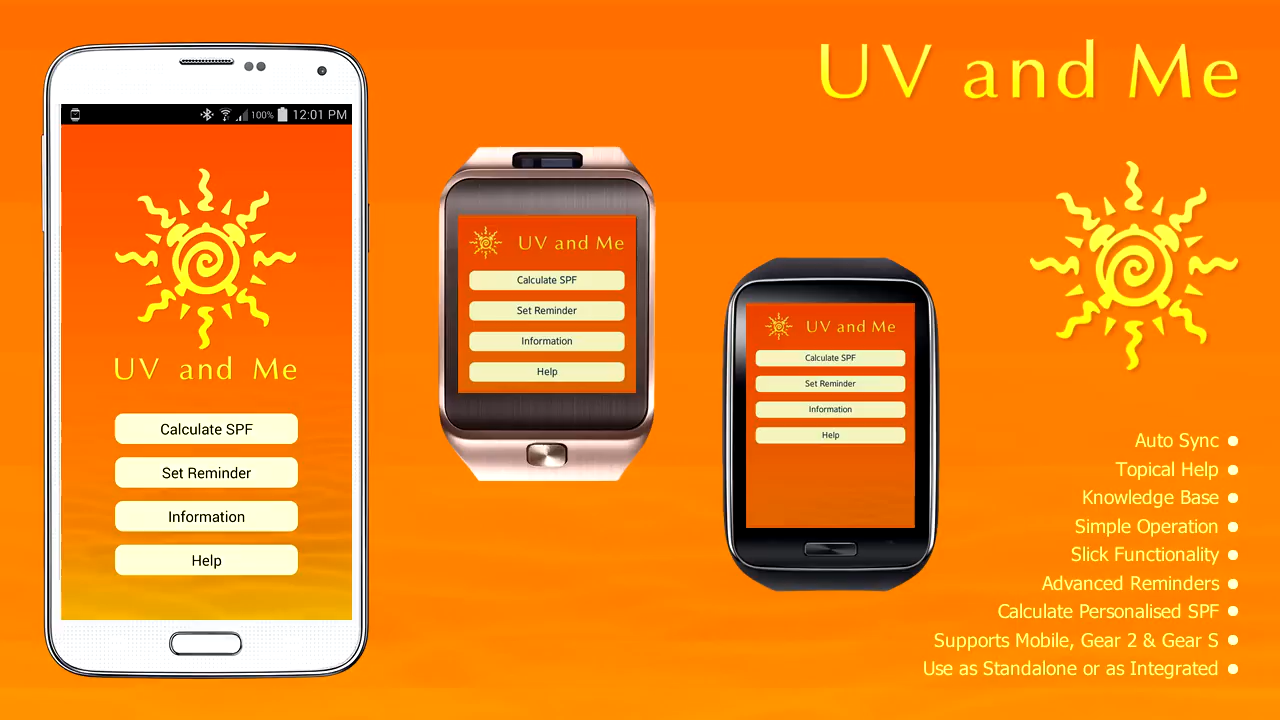 UV and Me
100% 12:01 PM
UV and Me
Calculate SPF
Set Reminder
Information
Help
UV and Me
Calculate SPF
Set Reminder
Information
Help
UV and Me
Calculate SPF
Set Reminder
Information
Help
Auto Sync
Topical Help
Knowledge Base
Simple Operation
Slick Functionality
Advanced Reminders
Calculate Personalised SPF
Supports Mobile, Gear 2 & Gear S
Use as Standalone or as Integrated